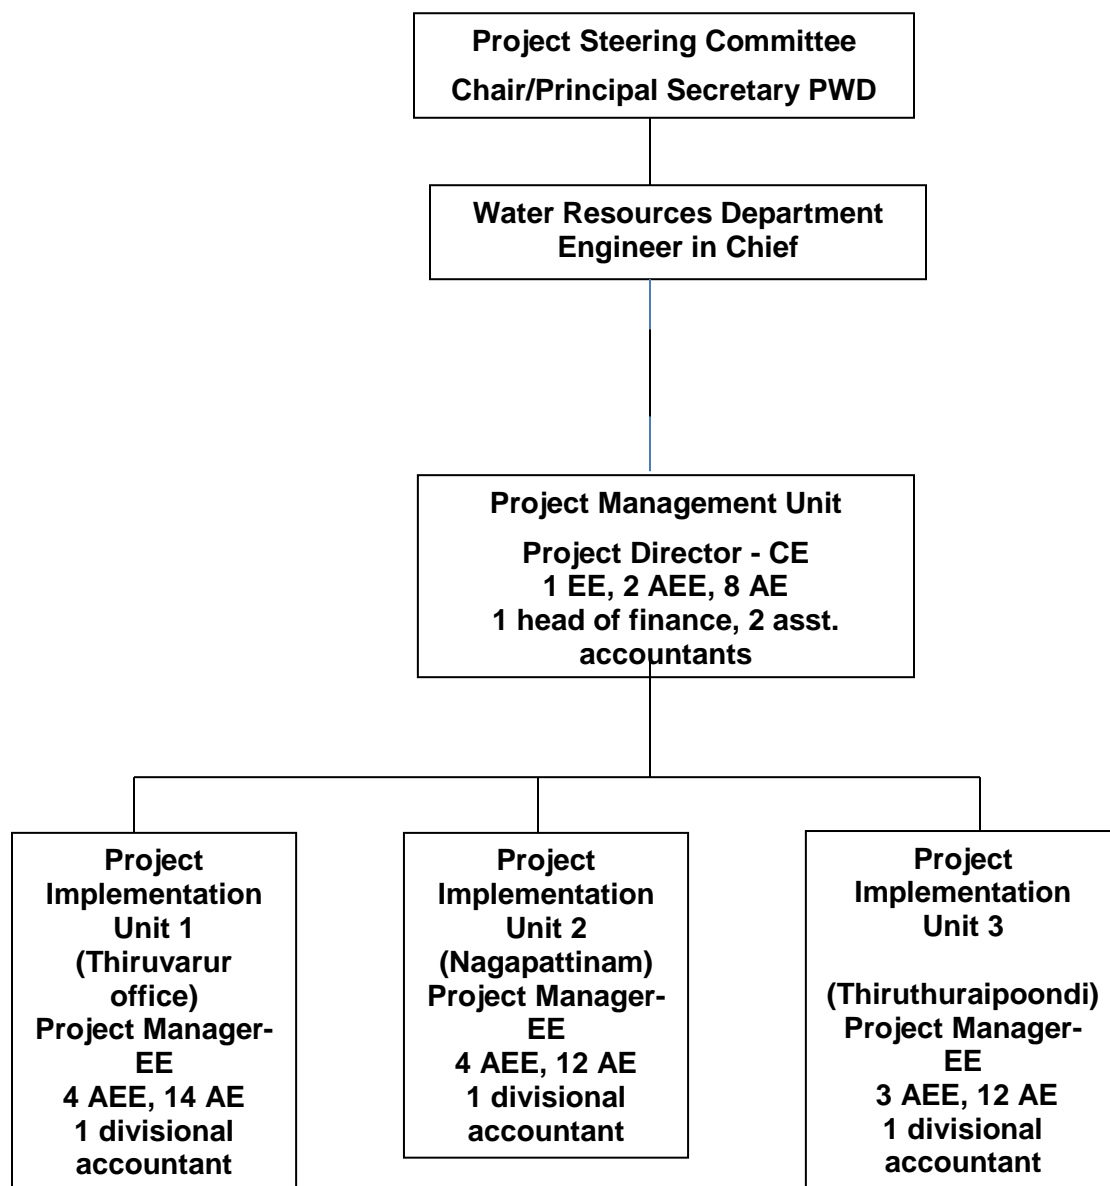 Project Steering Committee
Chair/Principal Secretary PWD
Water Resources Department
Engineer in Chief
Project Management Unit
Project Director - CE
1 EE, 2 AEE, 8 AE
1 head of finance, 2 asst.
accountants
Project
Implementation
Unit 1
(Thiruvarur
office)
Project Manager-
EE
4 AEE, 14 AE
1 divisional
accountant
Project
Implementation
Unit 2
(Nagapattinam)
Project Manager-
EE
4 AEE, 12 AE
1 divisional
accountant
Project
Implementation
Unit 3
(Thiruthuraipoondi)
Project Manager-
EE
3 AEE, 12 AE
1 divisional
accountant